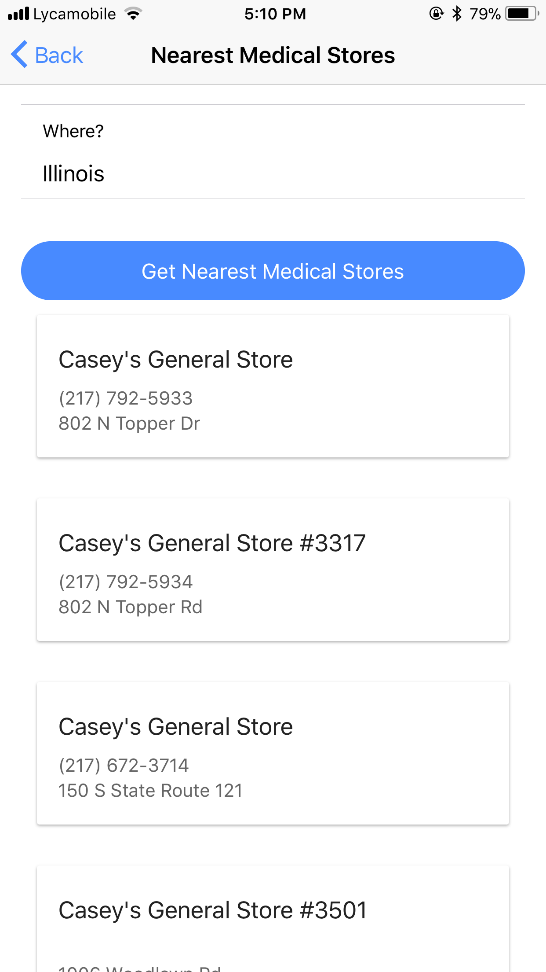 Lycamobile 5:10 PM 79%
Back Nearest Medical Stores
Where?
Illinois
Get Nearest Medical Stores
Casey's General Store
(217) 792-5933
802 N Topper Dr
Casey's General Store #3317
(217) 792-5934
802 N Topper Rd
Casey's General Store
(217) 672-3714
150 S State Route 121
Casey's General Store #3501